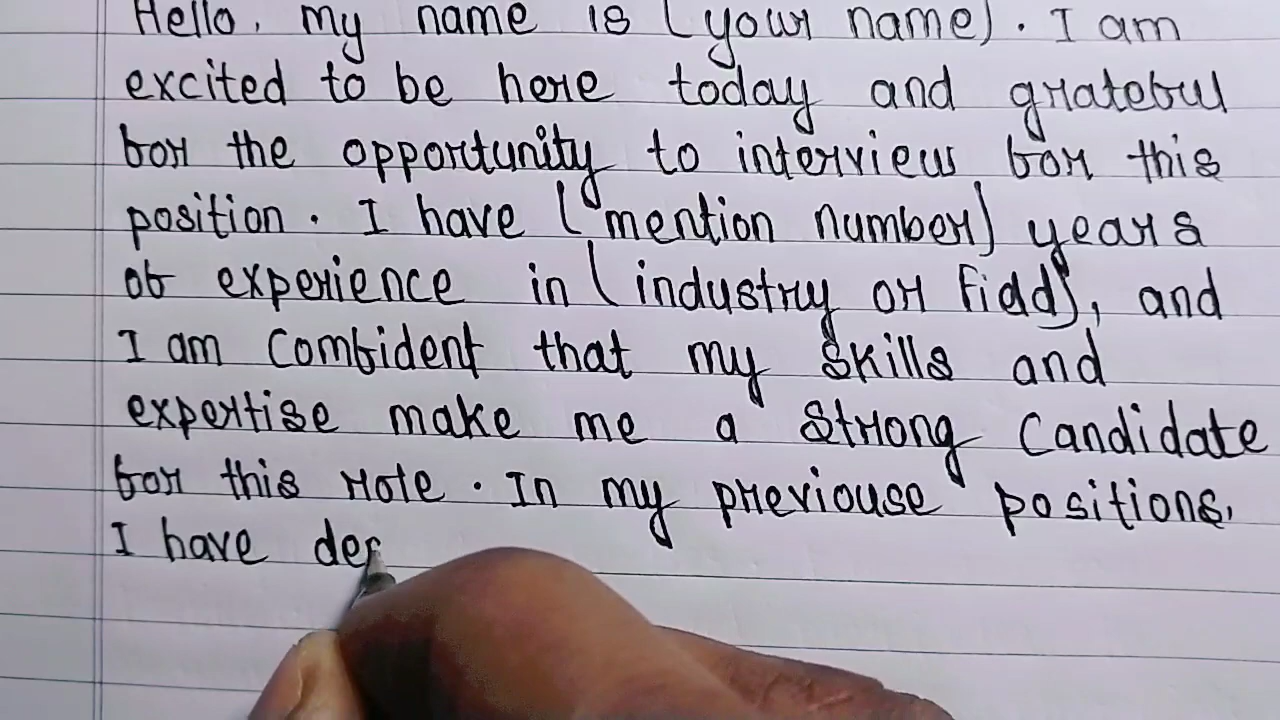 Hello, my name is (your name). I am
excited to be here today and grateful
for the opportunity to interview for this
position. I have (mention number) years
of experience in (industry or Field), and
I am Comfident that my skills and
expertise make me a strong Candidate
for this role. In my previouse positions,
I have de